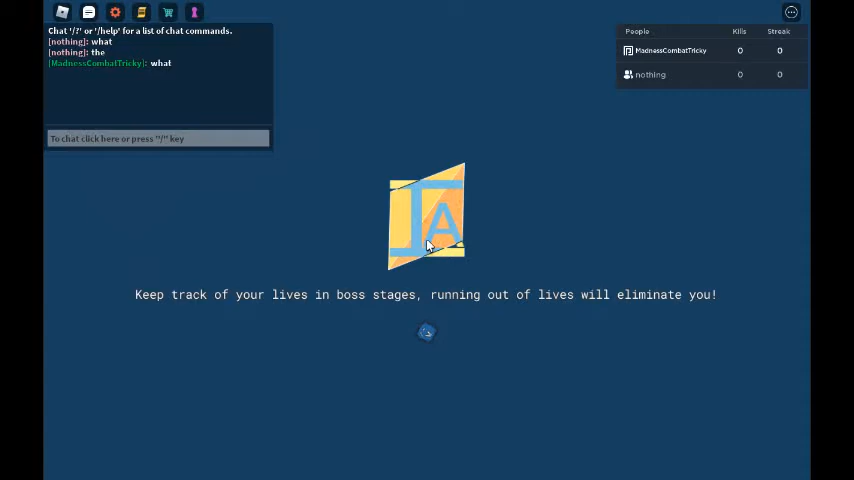 Chat '/?' or '/help' for a list of chat commands.
[nothing]: what
[nothing]: the
[MadnessCombatTricky]: what
To chat click here or press "/" key
People Kills Streak
MadnessCombatTricky 0 0
nothing 0 0
IA
Keep track of your lives in boss stages, running out of lives will eliminate you!